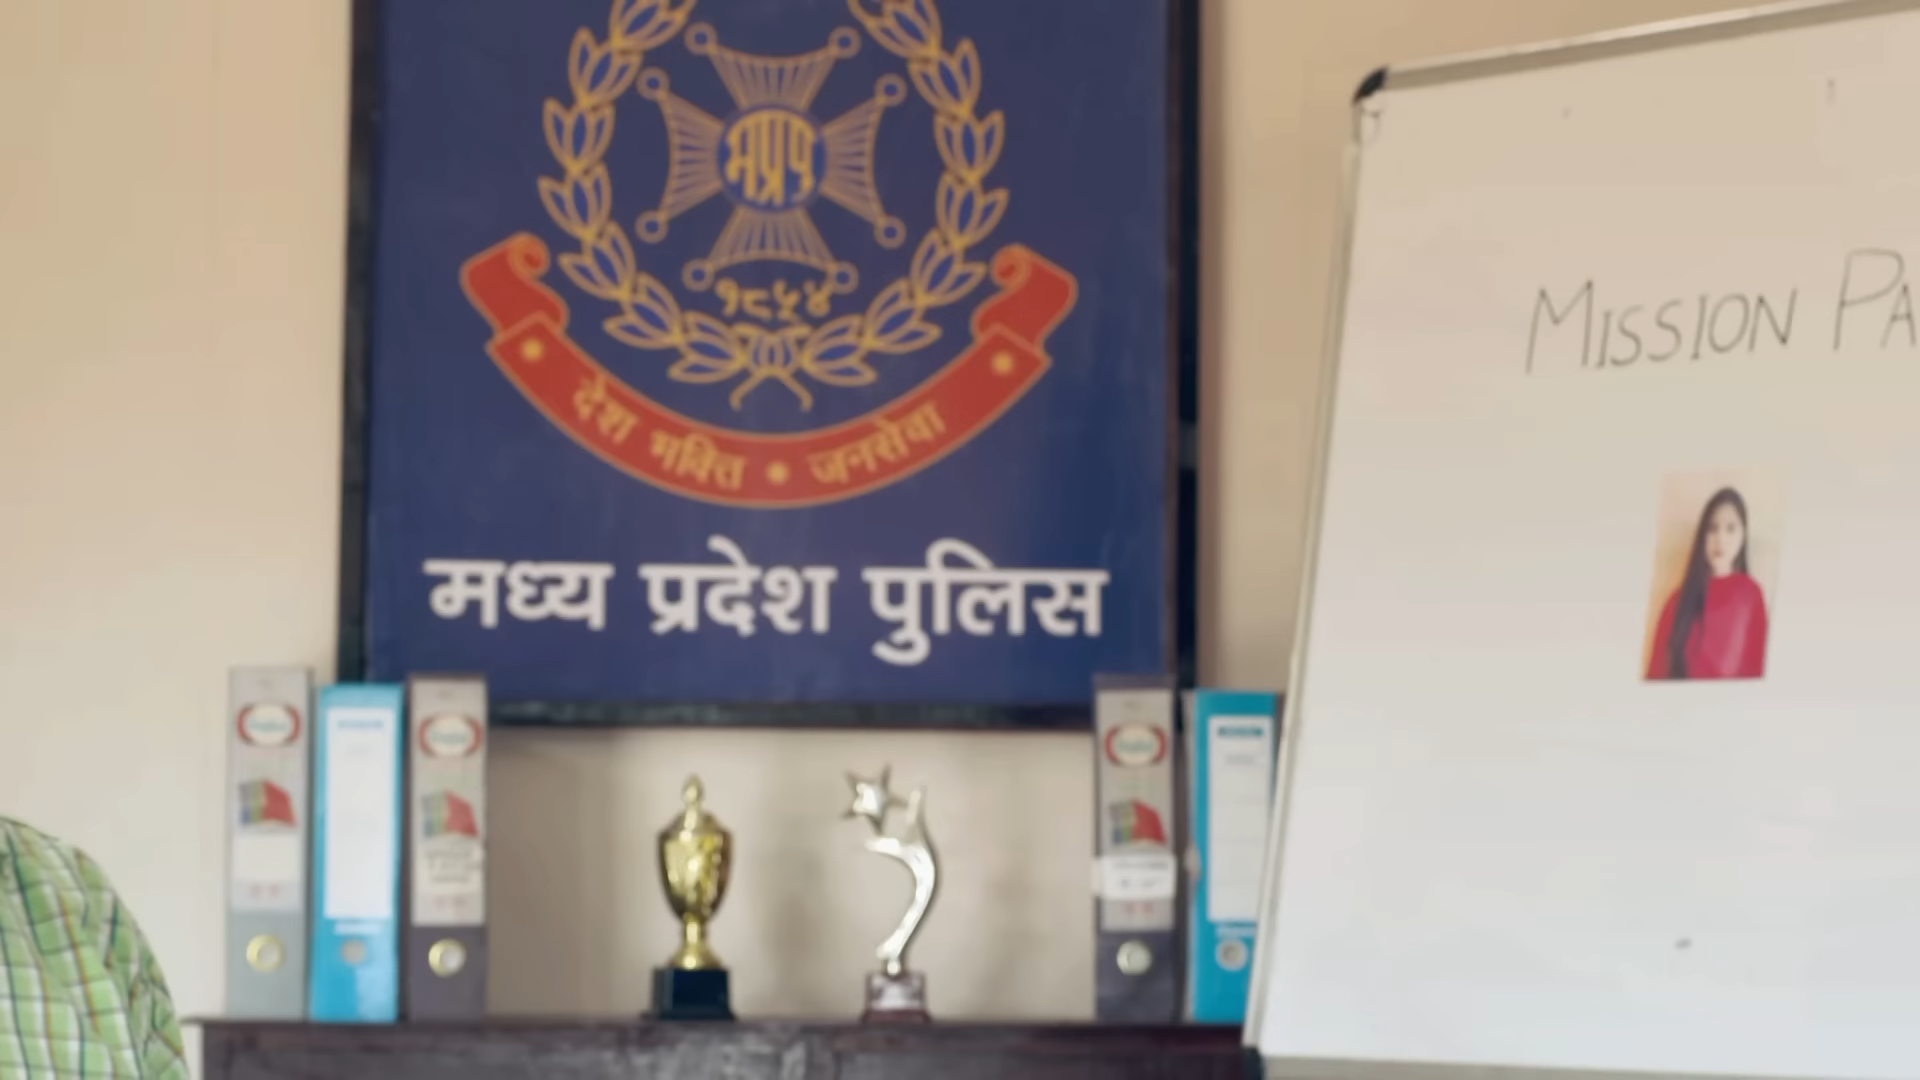 मप्रपु
१८५४
देश भक्ति • जनसेवा
मध्य प्रदेश पुलिस
MISSION PA